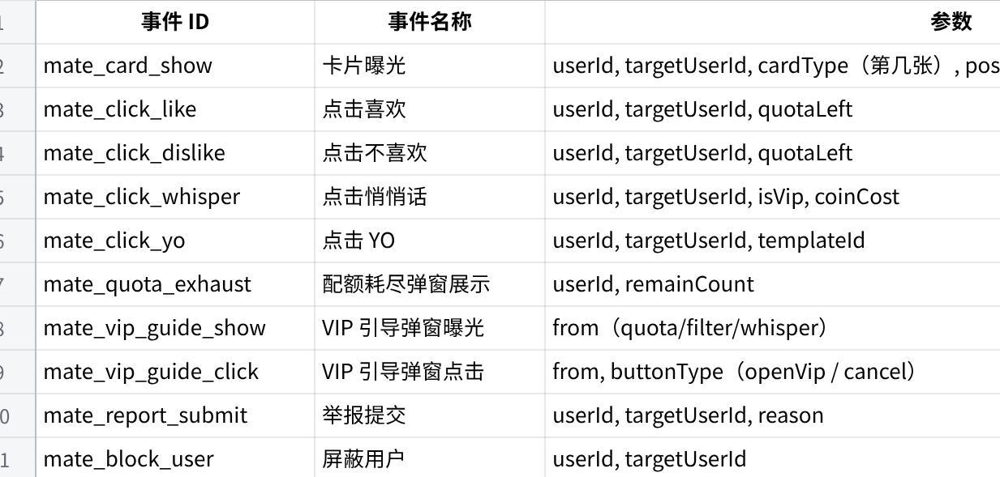 1 事件 ID 事件名称 参数
2 mate_card_show 卡片曝光 userId, targetUserId, cardType（第几张）, pos
3 mate_click_like 点击喜欢 userId, targetUserId, quotaLeft
4 mate_click_dislike 点击不喜欢 userId, targetUserId, quotaLeft
5 mate_click_whisper 点击悄悄话 userId, targetUserId, isVip, coinCost
6 mate_click_yo 点击 YO userId, targetUserId, templateId
7 mate_quota_exhaust 配额耗尽弹窗展示 userId, remainCount
8 mate_vip_guide_show VIP 引导弹窗曝光 from（quota/filter/whisper）
9 mate_vip_guide_click VIP 引导弹窗点击 from, buttonType（openVip / cancel）
0 mate_report_submit 举报提交 userId, targetUserId, reason
1 mate_block_user 屏蔽用户 userId, targetUserId